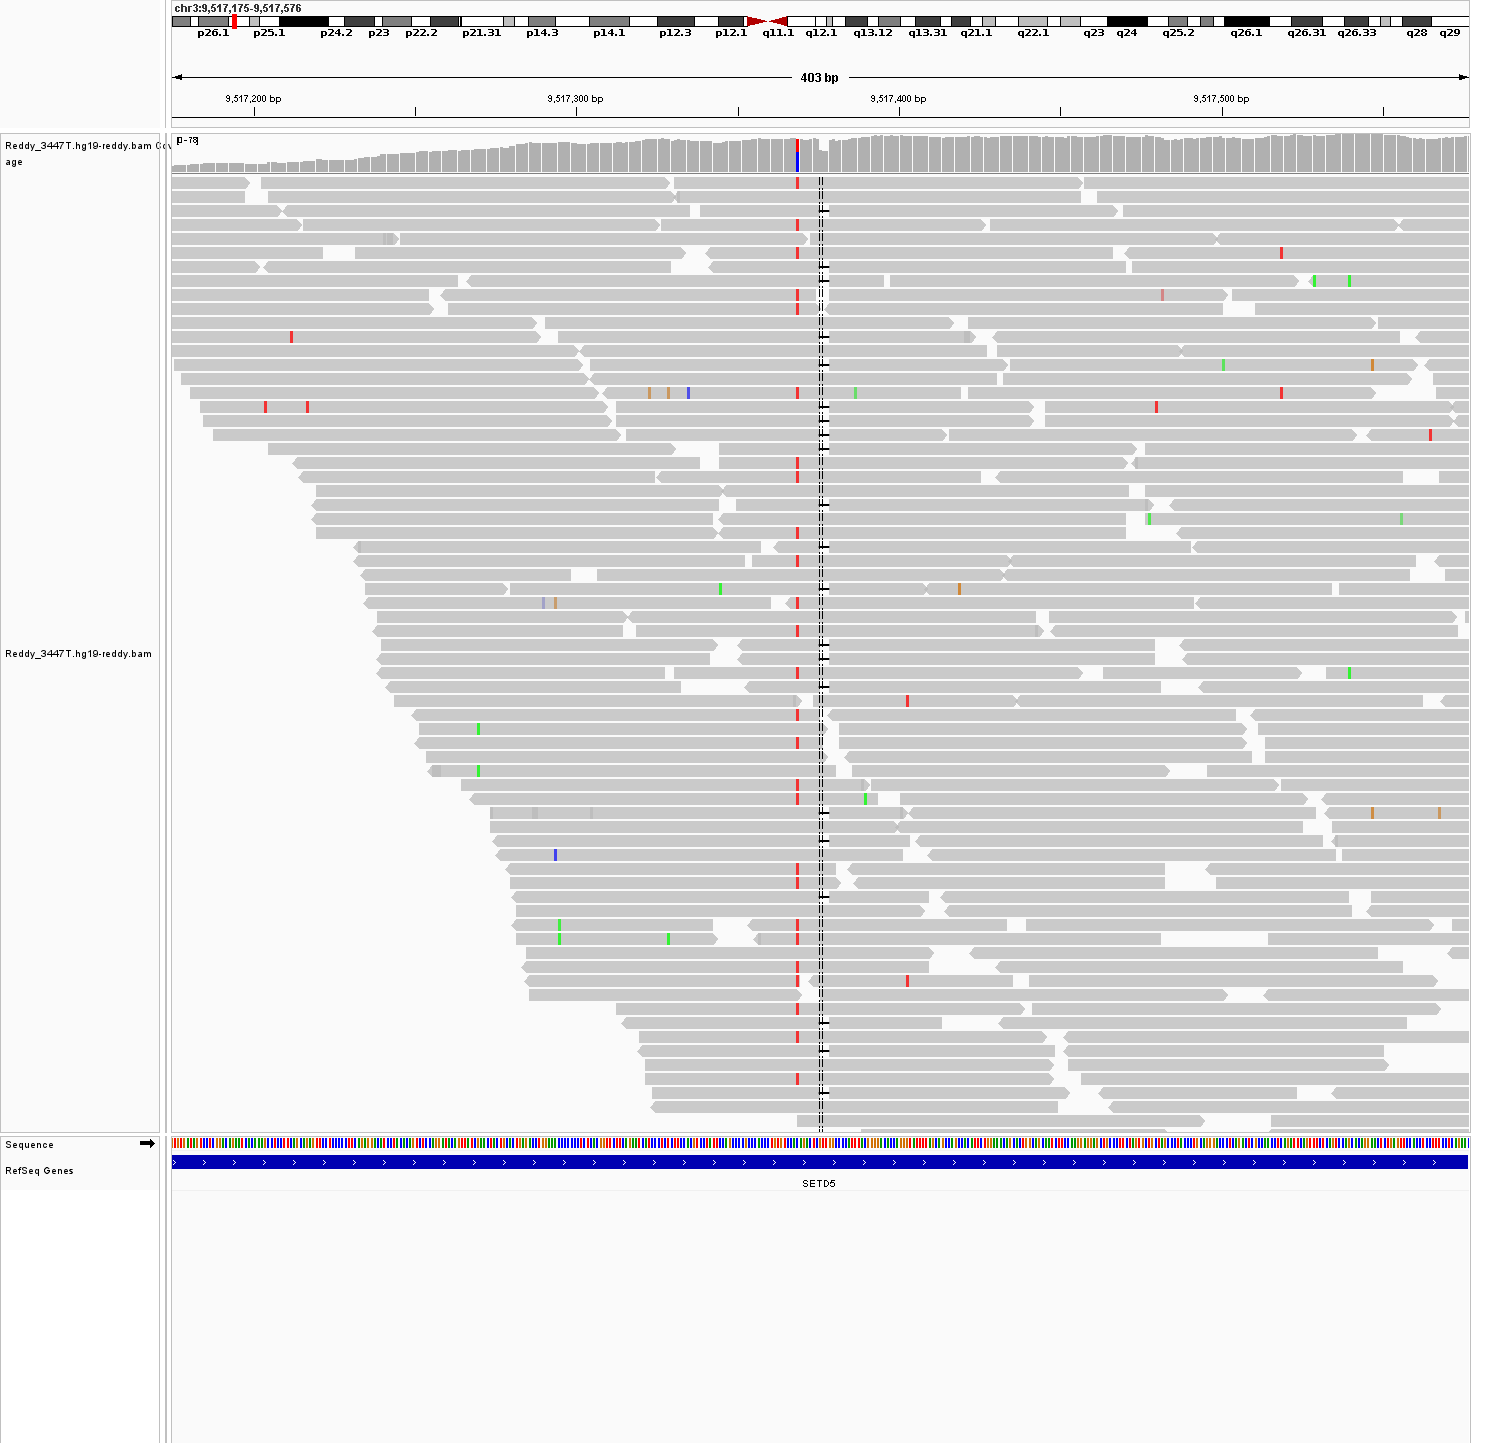 chr3:9,517,175-9,517,576
p26.1 p25.1 p24.2 p23 p22.2 p21.31 p14.3 p14.1 p12.3 p12.1 q11.1 q12.1 q13.12 q13.31 q21.1 q22.1 q23 q24 q25.2 q26.1 q26.31 q26.33 q28 q29
403 bp
9,517,200 bp 9,517,300 bp 9,517,400 bp 9,517,500 bp
Reddy_3447T.hg19-reddy.bam Cov
age
[0-78]
Reddy_3447T.hg19-reddy.bam
Sequence
RefSeq Genes
SETD5